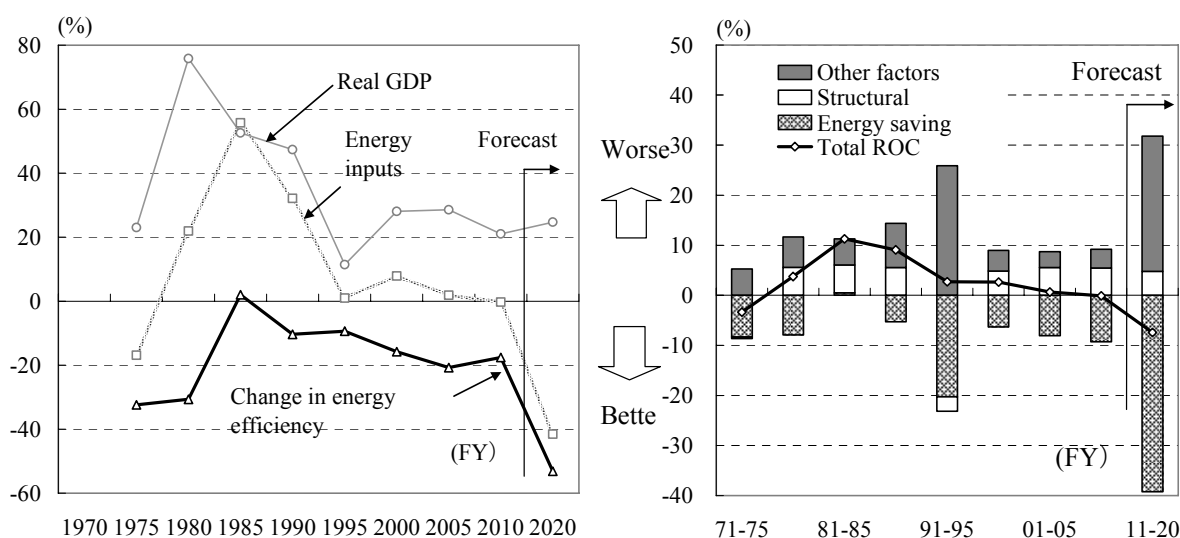 (%)
80
60
40
20
0
-20
-40
-60
Real GDP
Energy
inputs
Forecast
Change in energy
efficiency
(FY)
1970 1975 1980 1985 1990 1995 2000 2005 2010 2020
Worse
Bette
(%)
50
40
30
20
10
0
-10
-20
-30
-40
Other factors
Structural
Energy saving
Total ROC
Forecast
(FY)
71-75 81-85 91-95 01-05 11-20